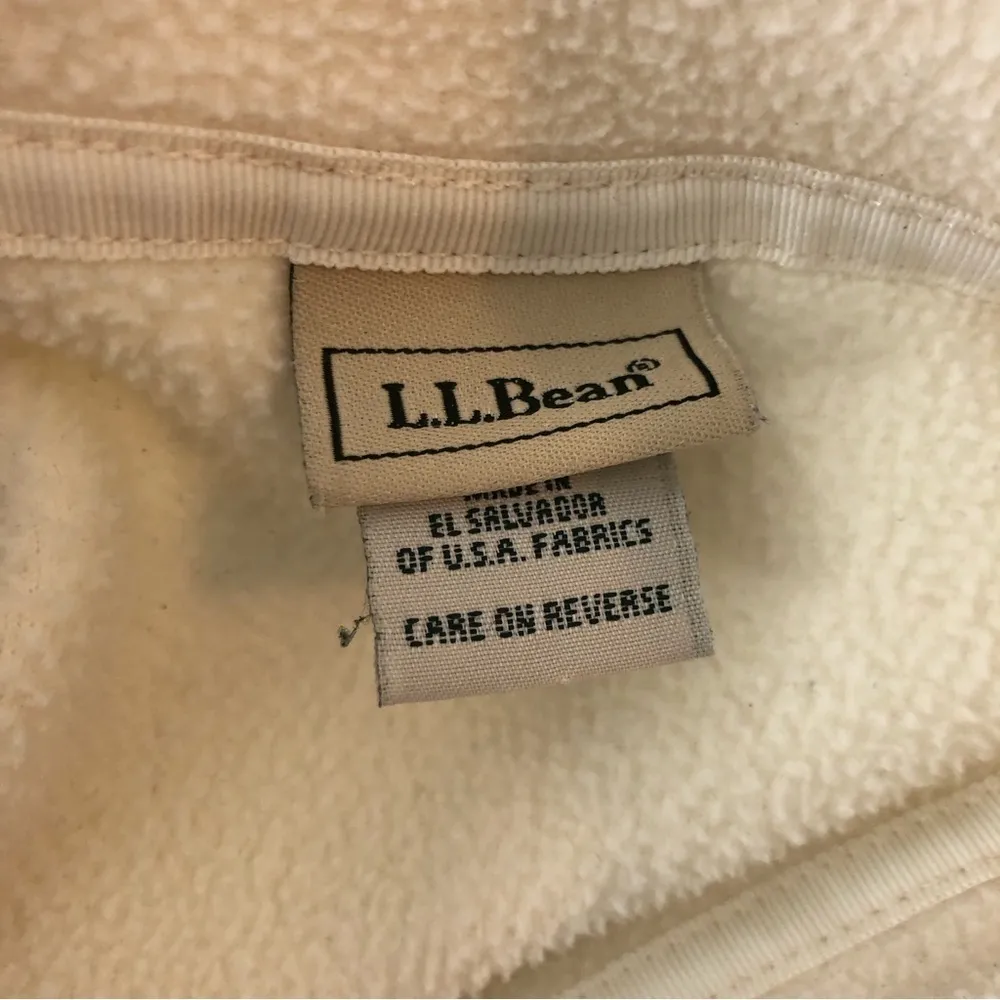 L.L.Bean®
MADE IN
EL SALVADOR
OF U.S.A. FABRICS
CARE ON REVERSE